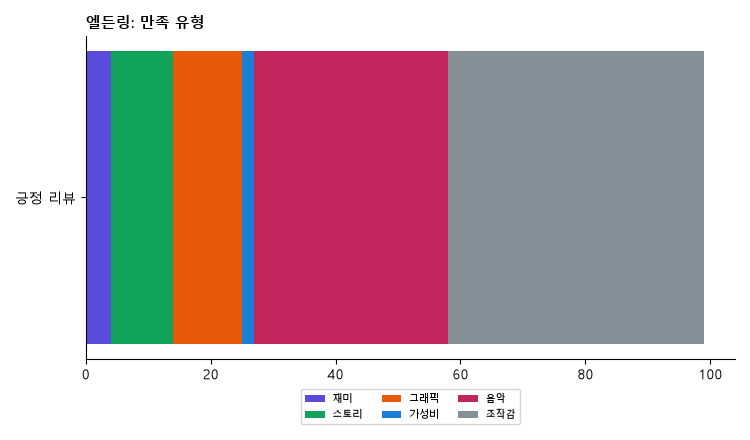 엘든링: 만족 유형
긍정 리뷰
0 20 40 60 80 100
재미 그래픽 음악
스토리 가성비 조작감